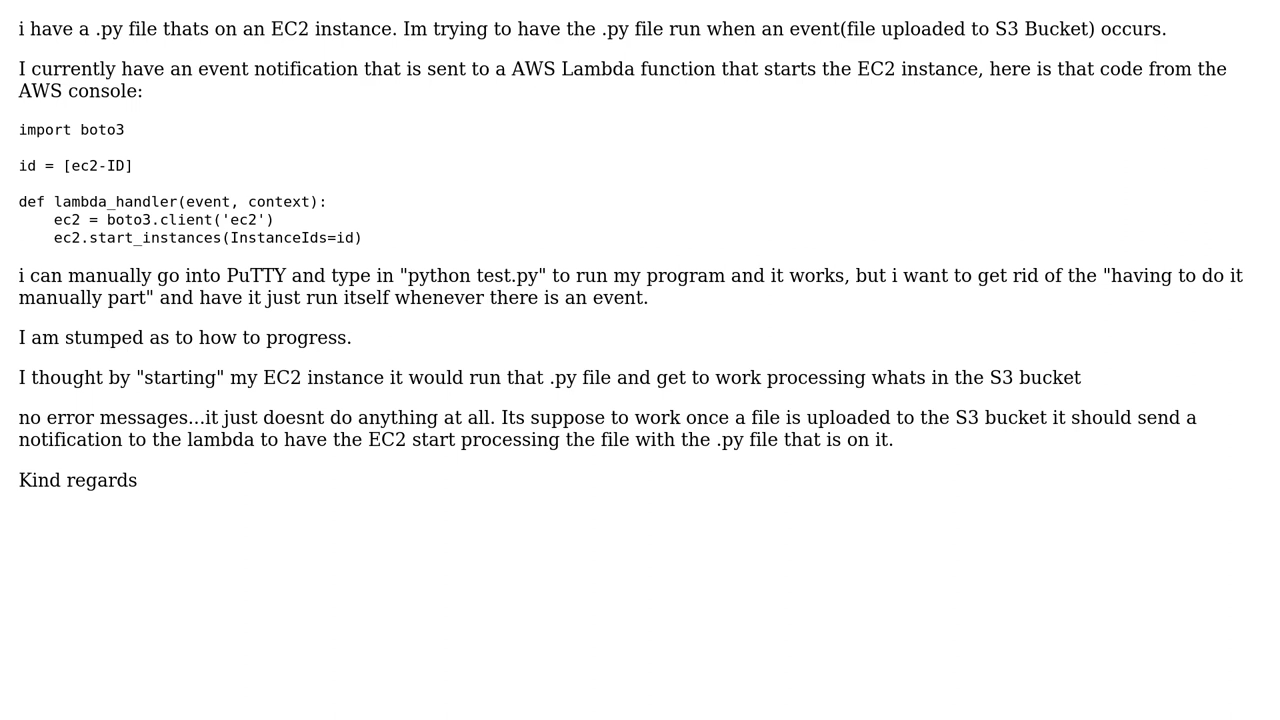 i have a .py file thats on an EC2 instance. Im trying to have the .py file run when an event(file uploaded to S3 Bucket) occurs.
I currently have an event notification that is sent to a AWS Lambda function that starts the EC2 instance, here is that code from the
AWS console:
import boto3
id = [ec2-ID]
def lambda_handler(event, context):
    ec2 = boto3.client('ec2')
    ec2.start_instances(InstanceIds=id)
i can manually go into PuTTY and type in "python test.py" to run my program and it works, but i want to get rid of the "having to do it
manually part" and have it just run itself whenever there is an event.
I am stumped as to how to progress.
I thought by "starting" my EC2 instance it would run that .py file and get to work processing whats in the S3 bucket
no error messages...it just doesnt do anything at all. Its suppose to work once a file is uploaded to the S3 bucket it should send a
notification to the lambda to have the EC2 start processing the file with the .py file that is on it.
Kind regards